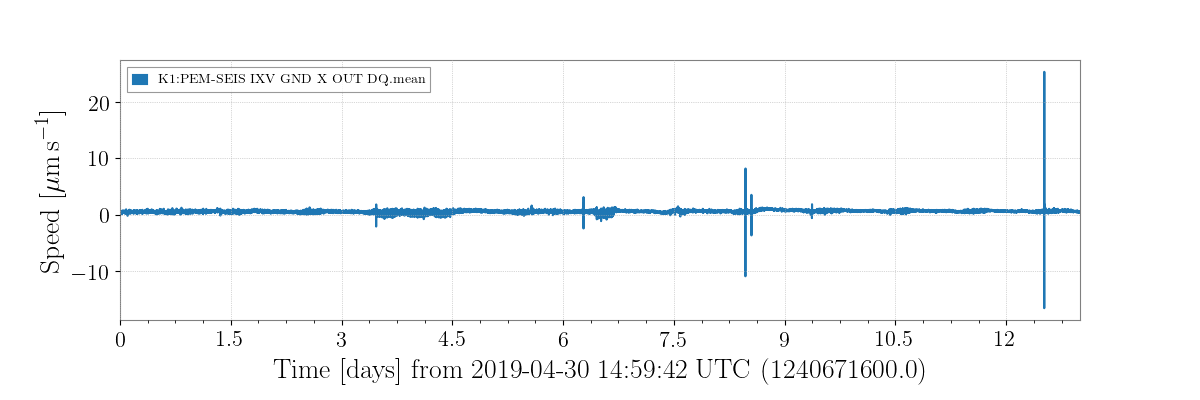 K1:PEM-SEIS IXV GND X OUT DQ.mean
20
10
0
−10
Speed [μm s⁻¹]
0 1.5 3 4.5 6 7.5 9 10.5 12
Time [days] from 2019-04-30 14:59:42 UTC (1240671600.0)